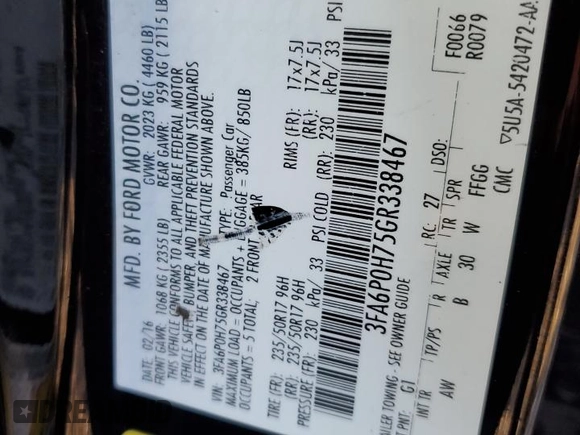 MFD. BY FORD MOTOR CO.
DATE: 02/16 GVWR: 2023 KG ( 4460 LB)
FRONT GAWR: 1068 KG ( 2355 LB) REAR GAWR: 959 KG ( 2115 LB)
THIS VEHICLE CONFORMS TO ALL APPLICABLE FEDERAL MOTOR
VEHICLE SAFETY, BUMPER, AND THEFT PREVENTION STANDARDS
IN EFFECT ON THE DATE OF MANUFACTURE SHOWN ABOVE.
VIN: 3FA6P0H75GR338467 TYPE: Passenger Car
MAXIMUM LOAD = OCCUPANTS + LUGGAGE = 385KG/ 850LB
OCCUPANTS = 5 TOTAL: 2 FRONT
TIRE (FR): 235/50R17 96H RIMS (FR): 17x7.5J
TIRE (RR): 235/50R17 96H (RR): 17x7.5J
PRESSURE (FR): 230 kPa/ 33 PSI COLD (RR): 230 kPa/ 33 PSI
3FA6P0H75GR338467
F0066
R0079
TRAILER TOWING - SEE OWNER GUIDE
EXT PNT: G1 RC: 27 DSO:
INT TR TP/PS R AXLE TR SPR
AW B 30 W FFGG
CMC ▽5U5A-5420472-AA